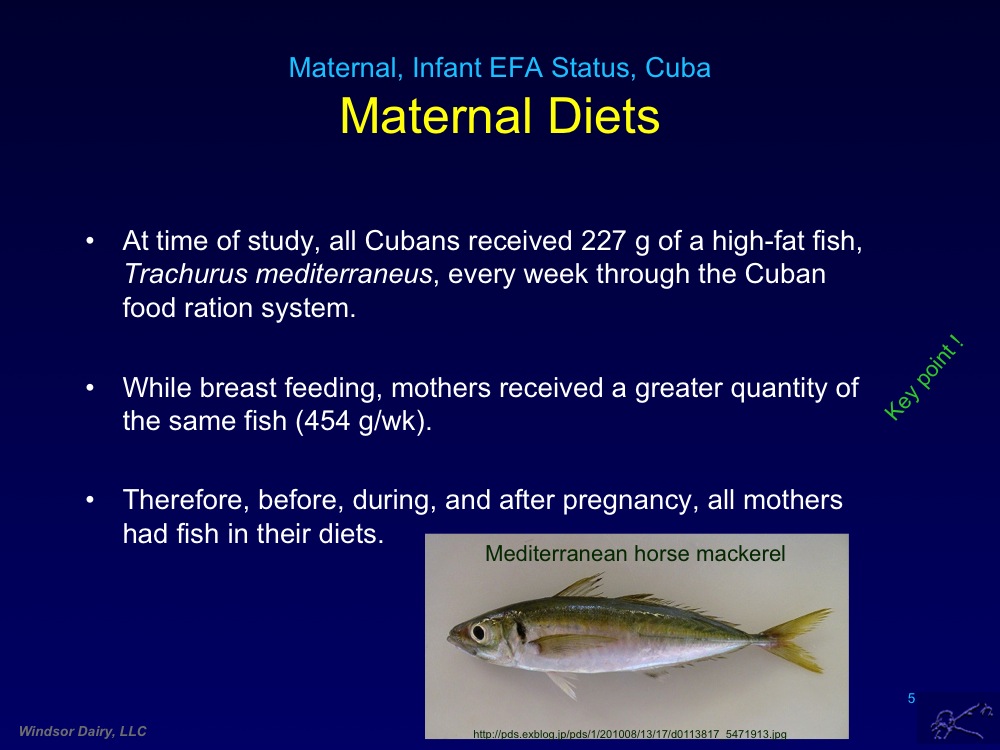 Maternal, Infant EFA Status, Cuba
Maternal Diets
• At time of study, all Cubans received 227 g of a high-fat fish,
Trachurus mediterraneus, every week through the Cuban
food ration system.
• While breast feeding, mothers received a greater quantity of
the same fish (454 g/wk).
Key point !
• Therefore, before, during, and after pregnancy, all mothers
had fish in their diets.
Mediterranean horse mackerel
http://pds.exblog.jp/pds/1/201008/13/17/d0113817_5471913.jpg
5
Windsor Dairy, LLC